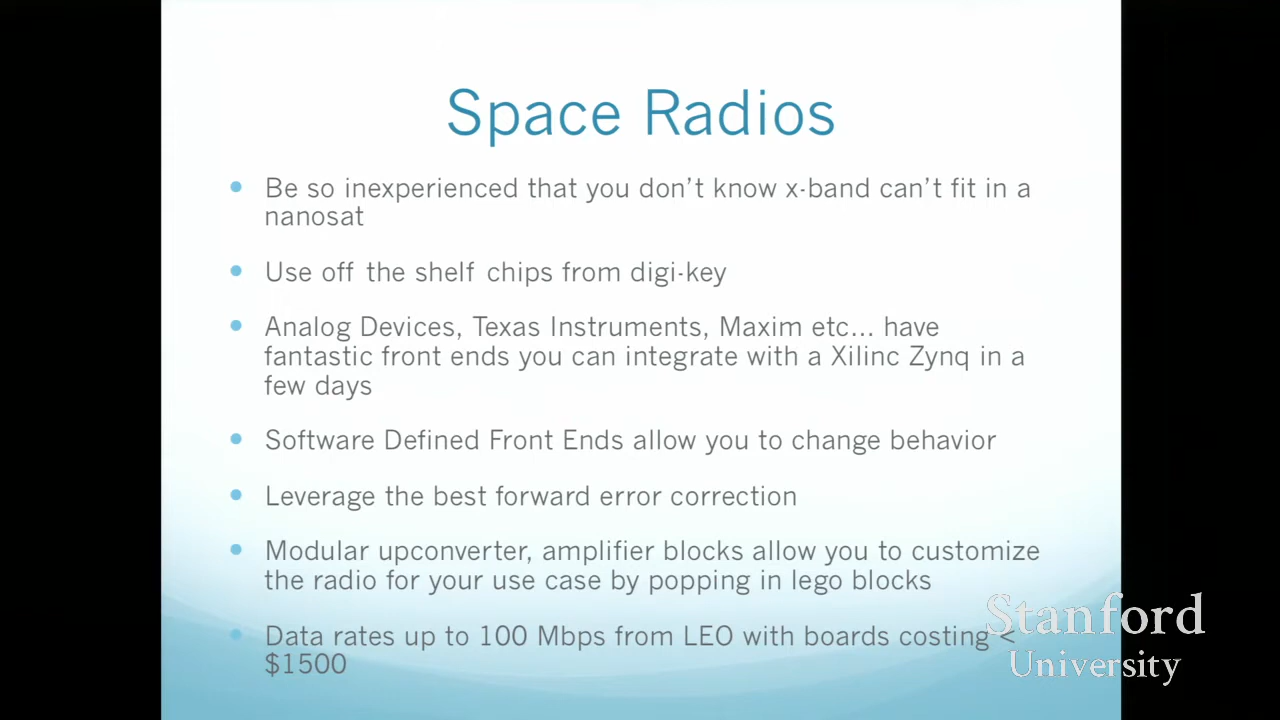 Space Radios
Be so inexperienced that you don't know x-band can't fit in a
nanosat
Use off the shelf chips from digi-key
Analog Devices, Texas Instruments, Maxim etc... have
fantastic front ends you can integrate with a Xilinc Zynq in a
few days
Software Defined Front Ends allow you to change behavior
Leverage the best forward error correction
Modular upconverter, amplifier blocks allow you to customize
the radio for your use case by popping in lego blocks
Data rates up to 100 Mbps from LEO with boards costing <
$1500
Stanford
University